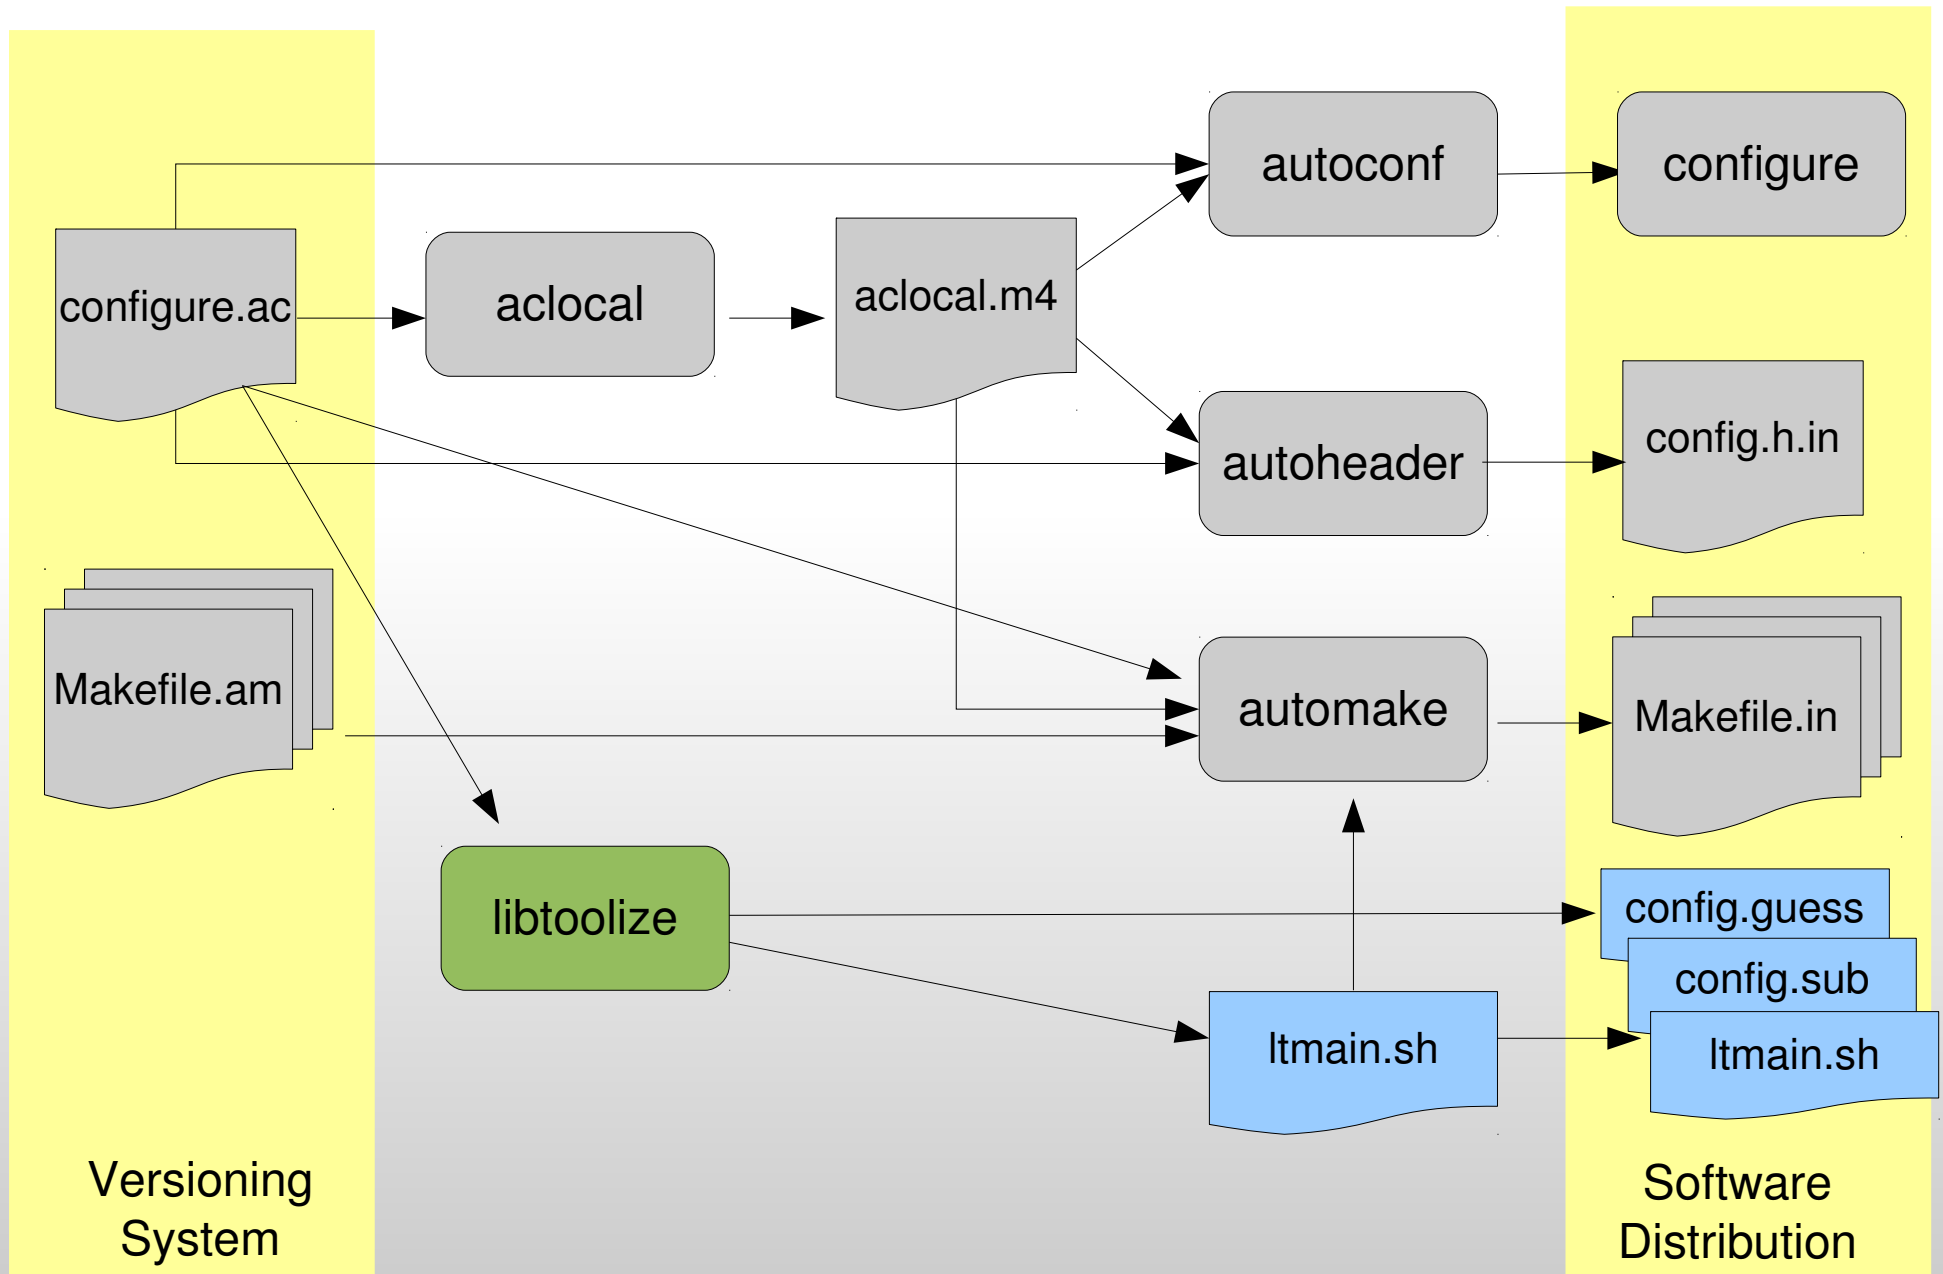 autoconf
configure
configure.ac
aclocal
aclocal.m4
autoheader
config.h.in
Makefile.am
automake
Makefile.in
libtoolize
config.guess
config.sub
ltmain.sh
ltmain.sh
Versioning
System
Software
Distribution